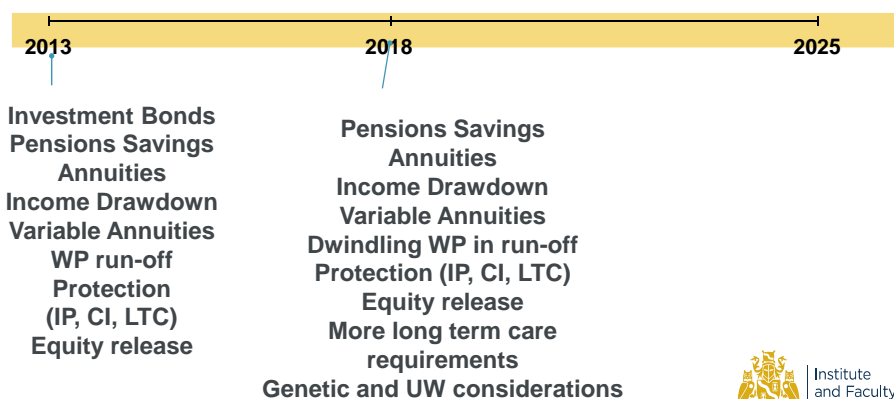 2013
2018
2025
Investment Bonds
Pensions Savings
Annuities
Income Drawdown
Variable Annuities
WP run-off
Protection
(IP, CI, LTC)
Equity release
Pensions Savings
Annuities
Income Drawdown
Variable Annuities
Dwindling WP in run-off
Protection (IP, CI, LTC)
Equity release
More long term care
requirements
Genetic and UW considerations
Institute
and Faculty